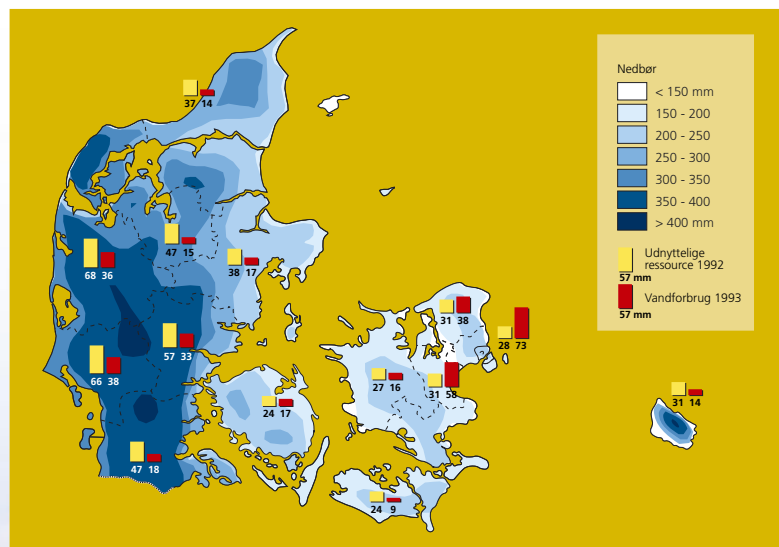 Nedbør
< 150 mm
150 - 200
200 - 250
250 - 300
300 - 350
350 - 400
> 400 mm
Udnyttelige
ressource 1992
57 mm
Vandforbrug 1993
57 mm
37 14
47 15
38 17
68 36
57 33
66 38
47 18
24 17
31 38
28 73
27 16
31 58
24 9
31 14